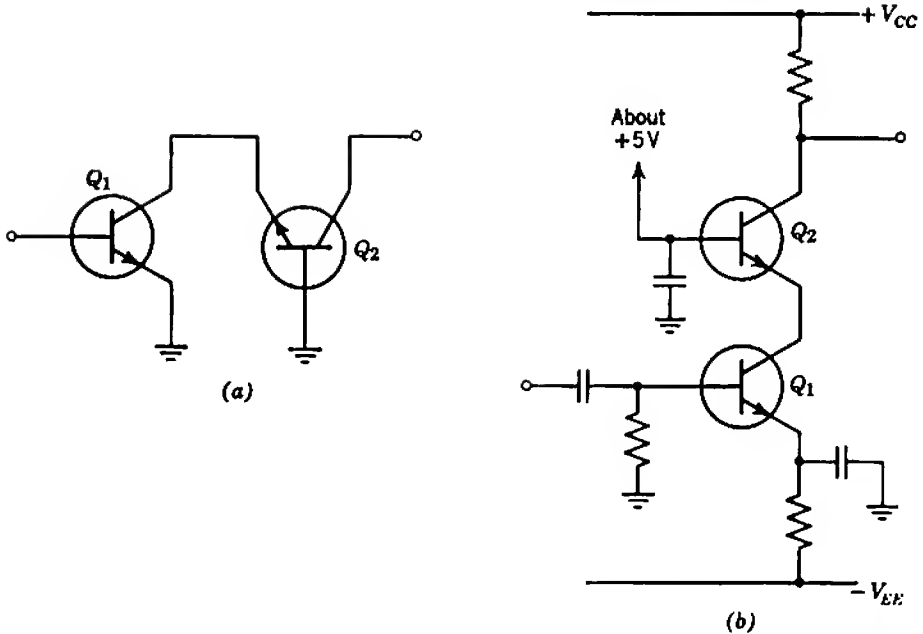 Q1
Q2
(a)
+ VCC
About
+5V
Q2
Q1
− VEE
(b)